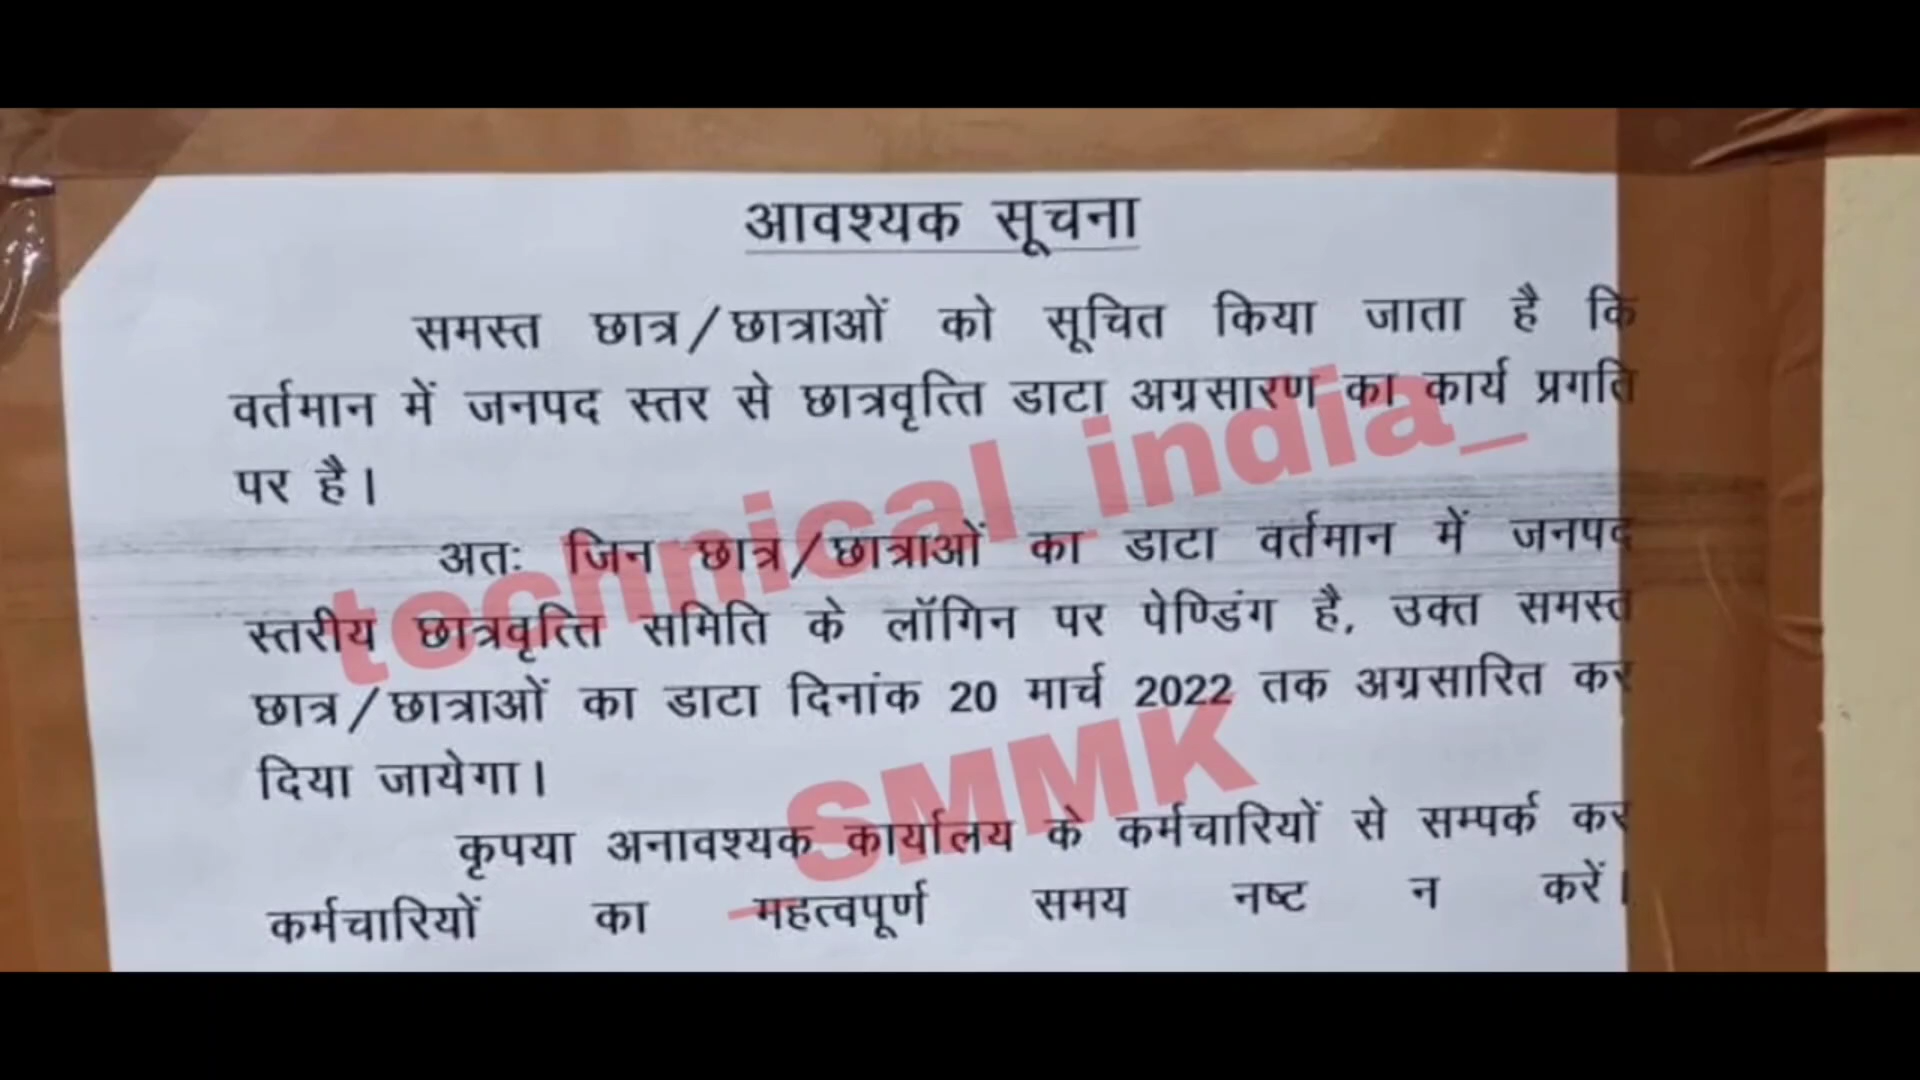 आवश्यक सूचना
समस्त छात्र/छात्राओं को सूचित किया जाता है कि
वर्तमान में जनपद स्तर से छात्रवृत्ति डाटा अग्रसारण का कार्य प्रगति
पर है।
अतः जिन छात्र/छात्राओं का डाटा वर्तमान में जनपद
स्तरीय छात्रवृत्ति समिति के लॉगिन पर पेण्डिंग है, उक्त समस्त
छात्र/छात्राओं का डाटा दिनांक 20 मार्च 2022 तक अग्रसारित कर
दिया जायेगा।
कृपया अनावश्यक कार्यालय के कर्मचारियों से सम्पर्क कर
कर्मचारियों का महत्वपूर्ण समय नष्ट न करें।
technical_india_
_SMMK